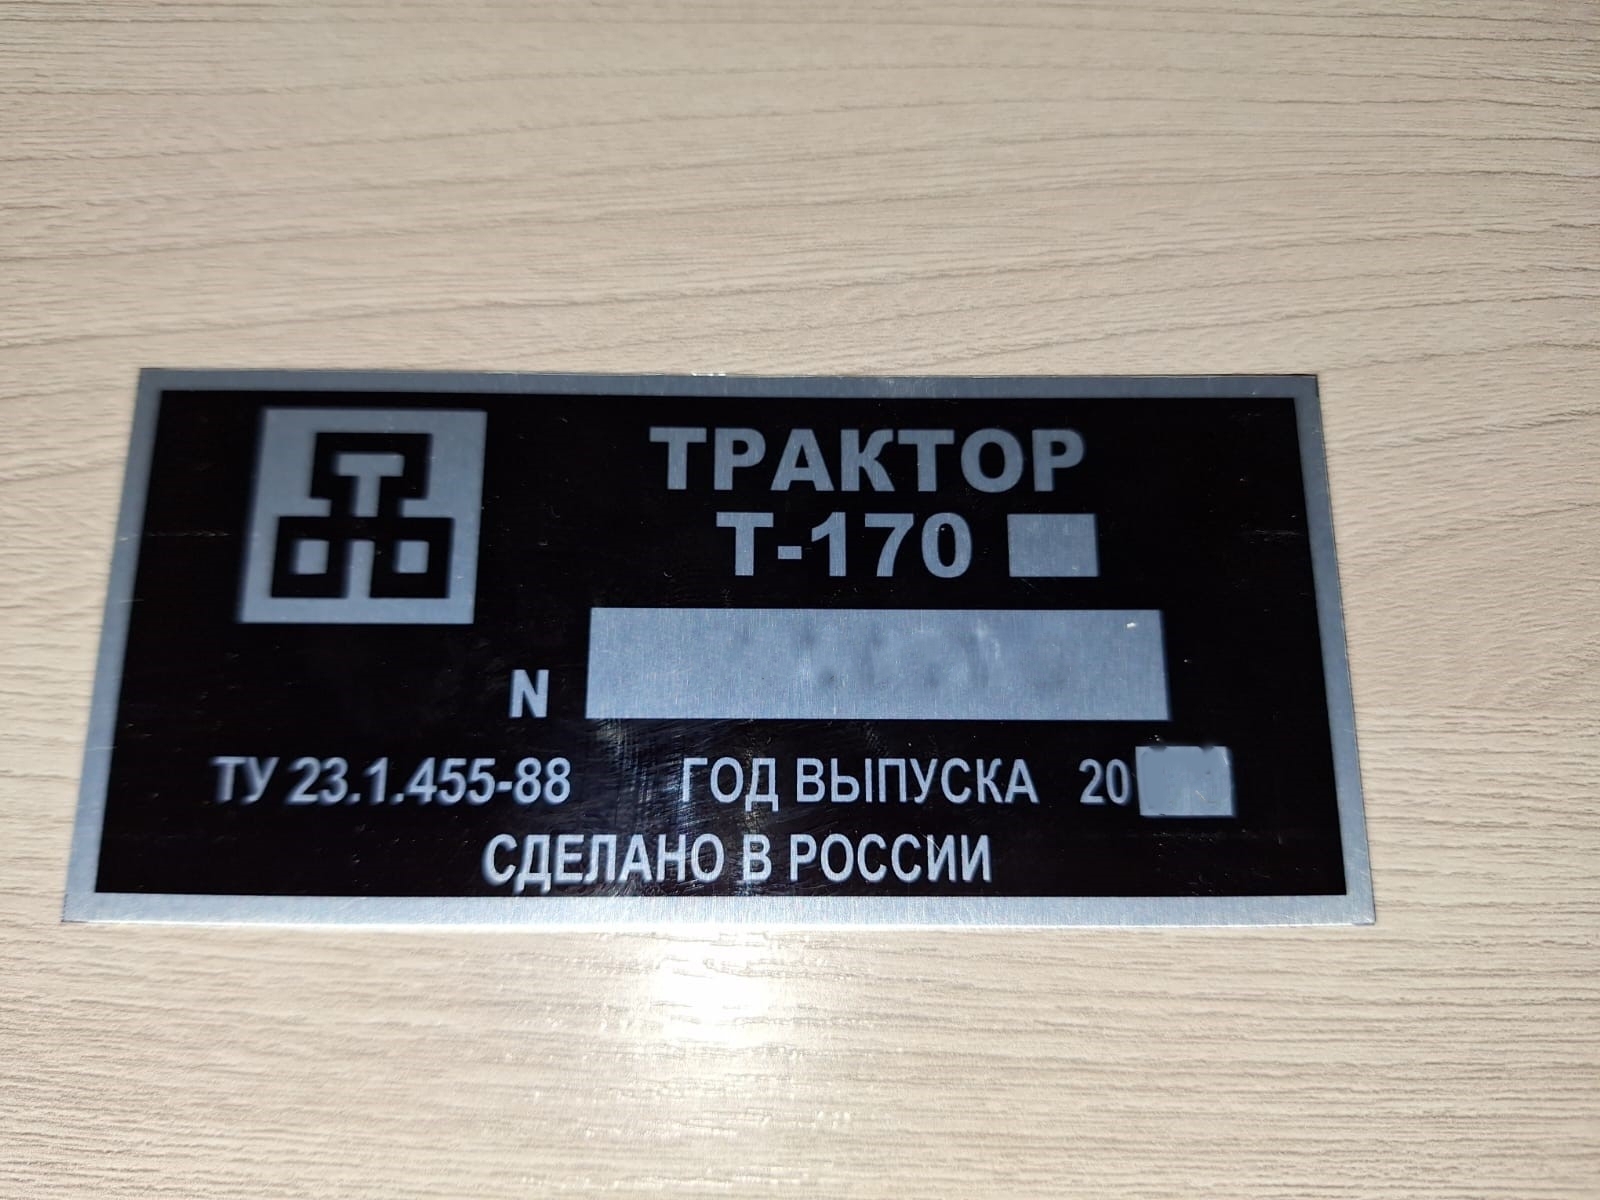 Т
ТРАКТОР
Т-170
N
ТУ 23.1.455-88 ГОД ВЫПУСКА 20
СДЕЛАНО В РОССИИ